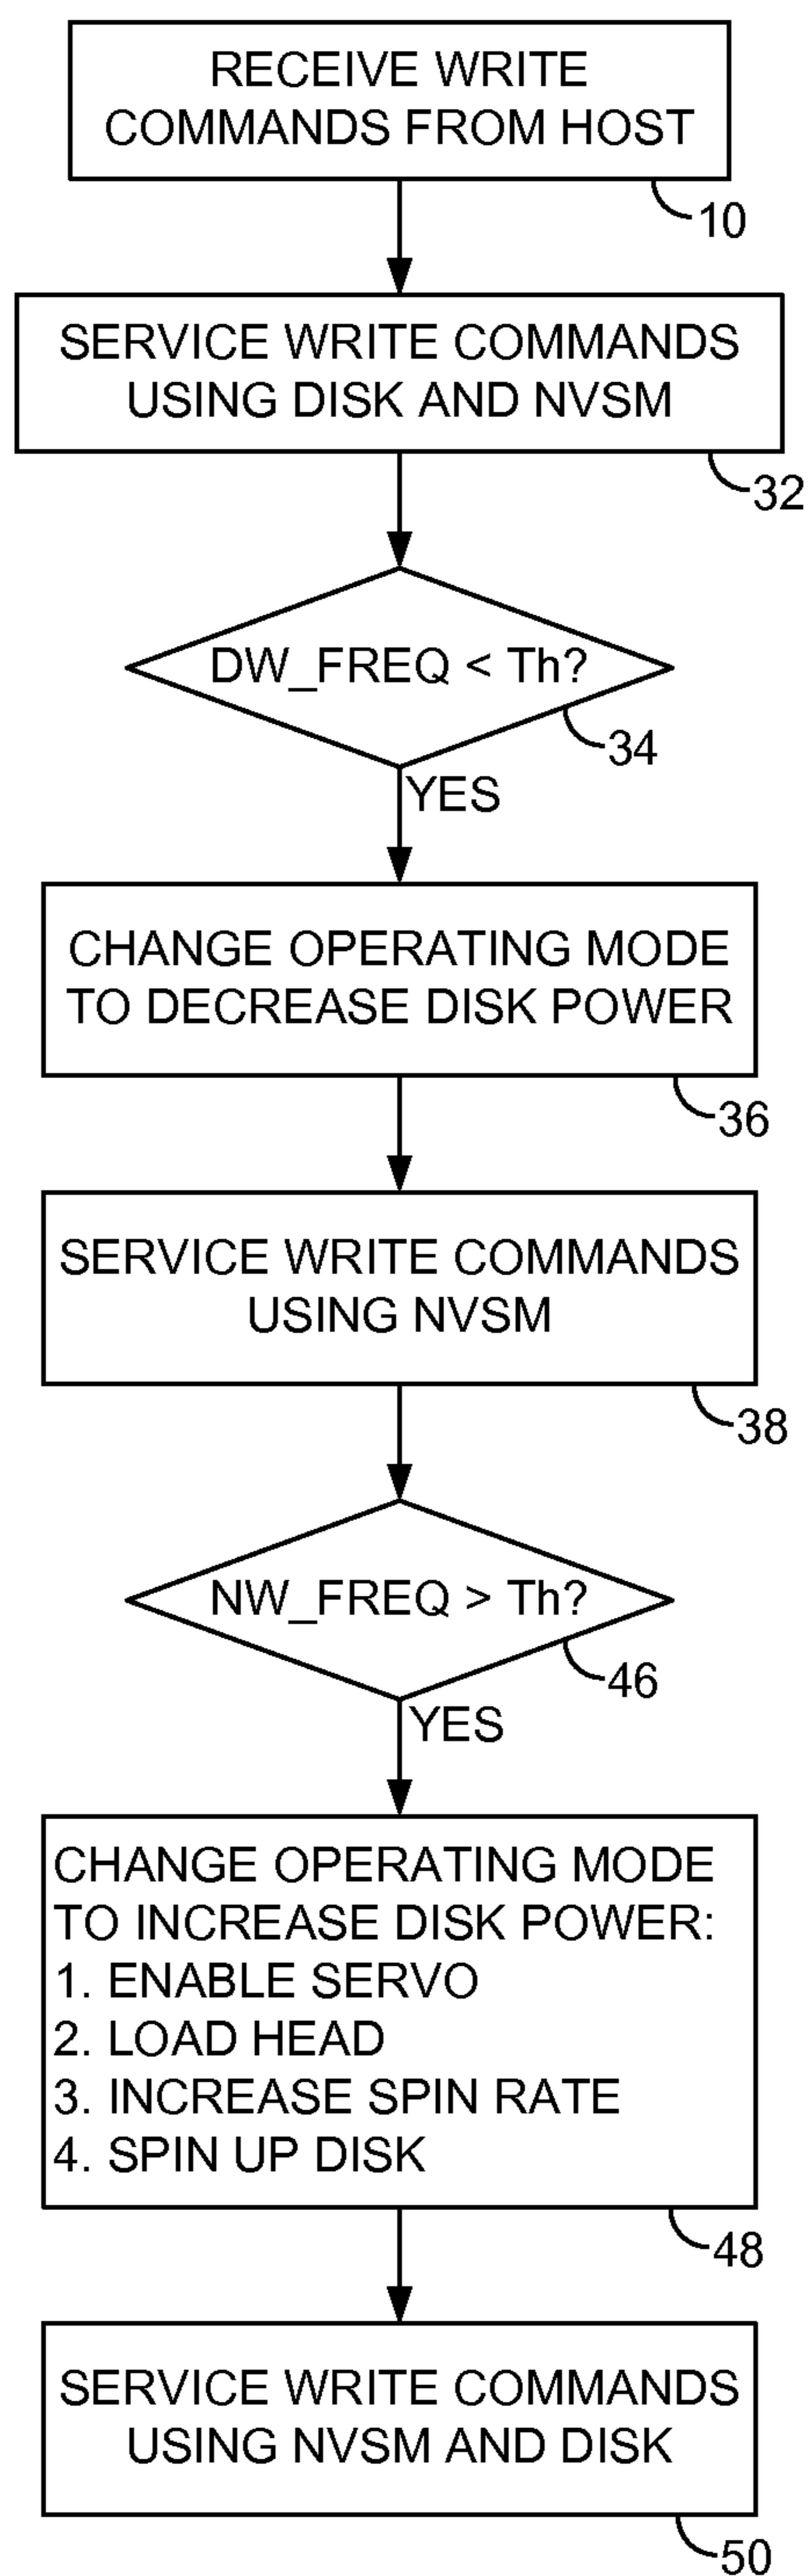 RECEIVE WRITE
COMMANDS FROM HOST
10
SERVICE WRITE COMMANDS
USING DISK AND NVSM
32
DW_FREQ < Th?
34
YES
CHANGE OPERATING MODE
TO DECREASE DISK POWER
36
SERVICE WRITE COMMANDS
USING NVSM
38
NW_FREQ > Th?
46
YES
CHANGE OPERATING MODE
TO INCREASE DISK POWER:
1. ENABLE SERVO
2. LOAD HEAD
3. INCREASE SPIN RATE
4. SPIN UP DISK
48
SERVICE WRITE COMMANDS
USING NVSM AND DISK
50